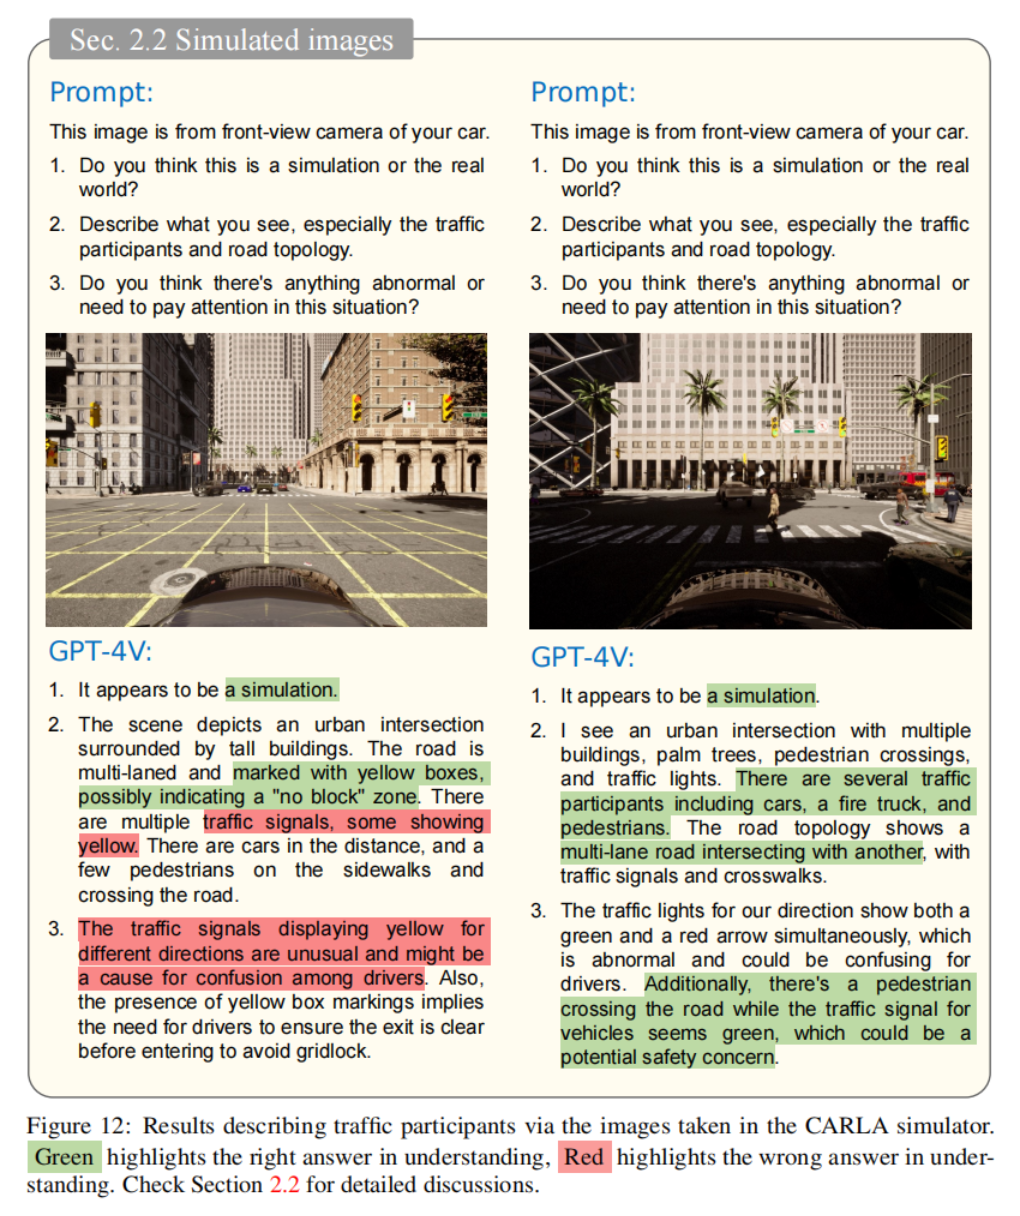 Sec. 2.2 Simulated images
Prompt:
This image is from front-view camera of your car.
1. Do you think this is a simulation or the real
world?
2. Describe what you see, especially the traffic
participants and road topology.
3. Do you think there's anything abnormal or
need to pay attention in this situation?
GPT-4V:
1. It appears to be a simulation.
2. The scene depicts an urban intersection
surrounded by tall buildings. The road is
multi-laned and marked with yellow boxes,
possibly indicating a "no block" zone. There
are multiple traffic signals, some showing
yellow. There are cars in the distance, and a
few pedestrians on the sidewalks and
crossing the road.
3. The traffic signals displaying yellow for
different directions are unusual and might be
a cause for confusion among drivers. Also,
the presence of yellow box markings implies
the need for drivers to ensure the exit is clear
before entering to avoid gridlock.
Prompt:
This image is from front-view camera of your car.
1. Do you think this is a simulation or the real
world?
2. Describe what you see, especially the traffic
participants and road topology.
3. Do you think there's anything abnormal or
need to pay attention in this situation?
GPT-4V:
1. It appears to be a simulation.
2. I see an urban intersection with multiple
buildings, palm trees, pedestrian crossings,
and traffic lights. There are several traffic
participants including cars, a fire truck, and
pedestrians. The road topology shows a
multi-lane road intersecting with another, with
traffic signals and crosswalks.
3. The traffic lights for our direction show both a
green and a red arrow simultaneously, which
is abnormal and could be confusing for
drivers. Additionally, there's a pedestrian
crossing the road while the traffic signal for
vehicles seems green, which could be a
potential safety concern.
Figure 12: Results describing traffic participants via the images taken in the CARLA simulator.
Green highlights the right answer in understanding, Red highlights the wrong answer in under-
standing. Check Section 2.2 for detailed discussions.